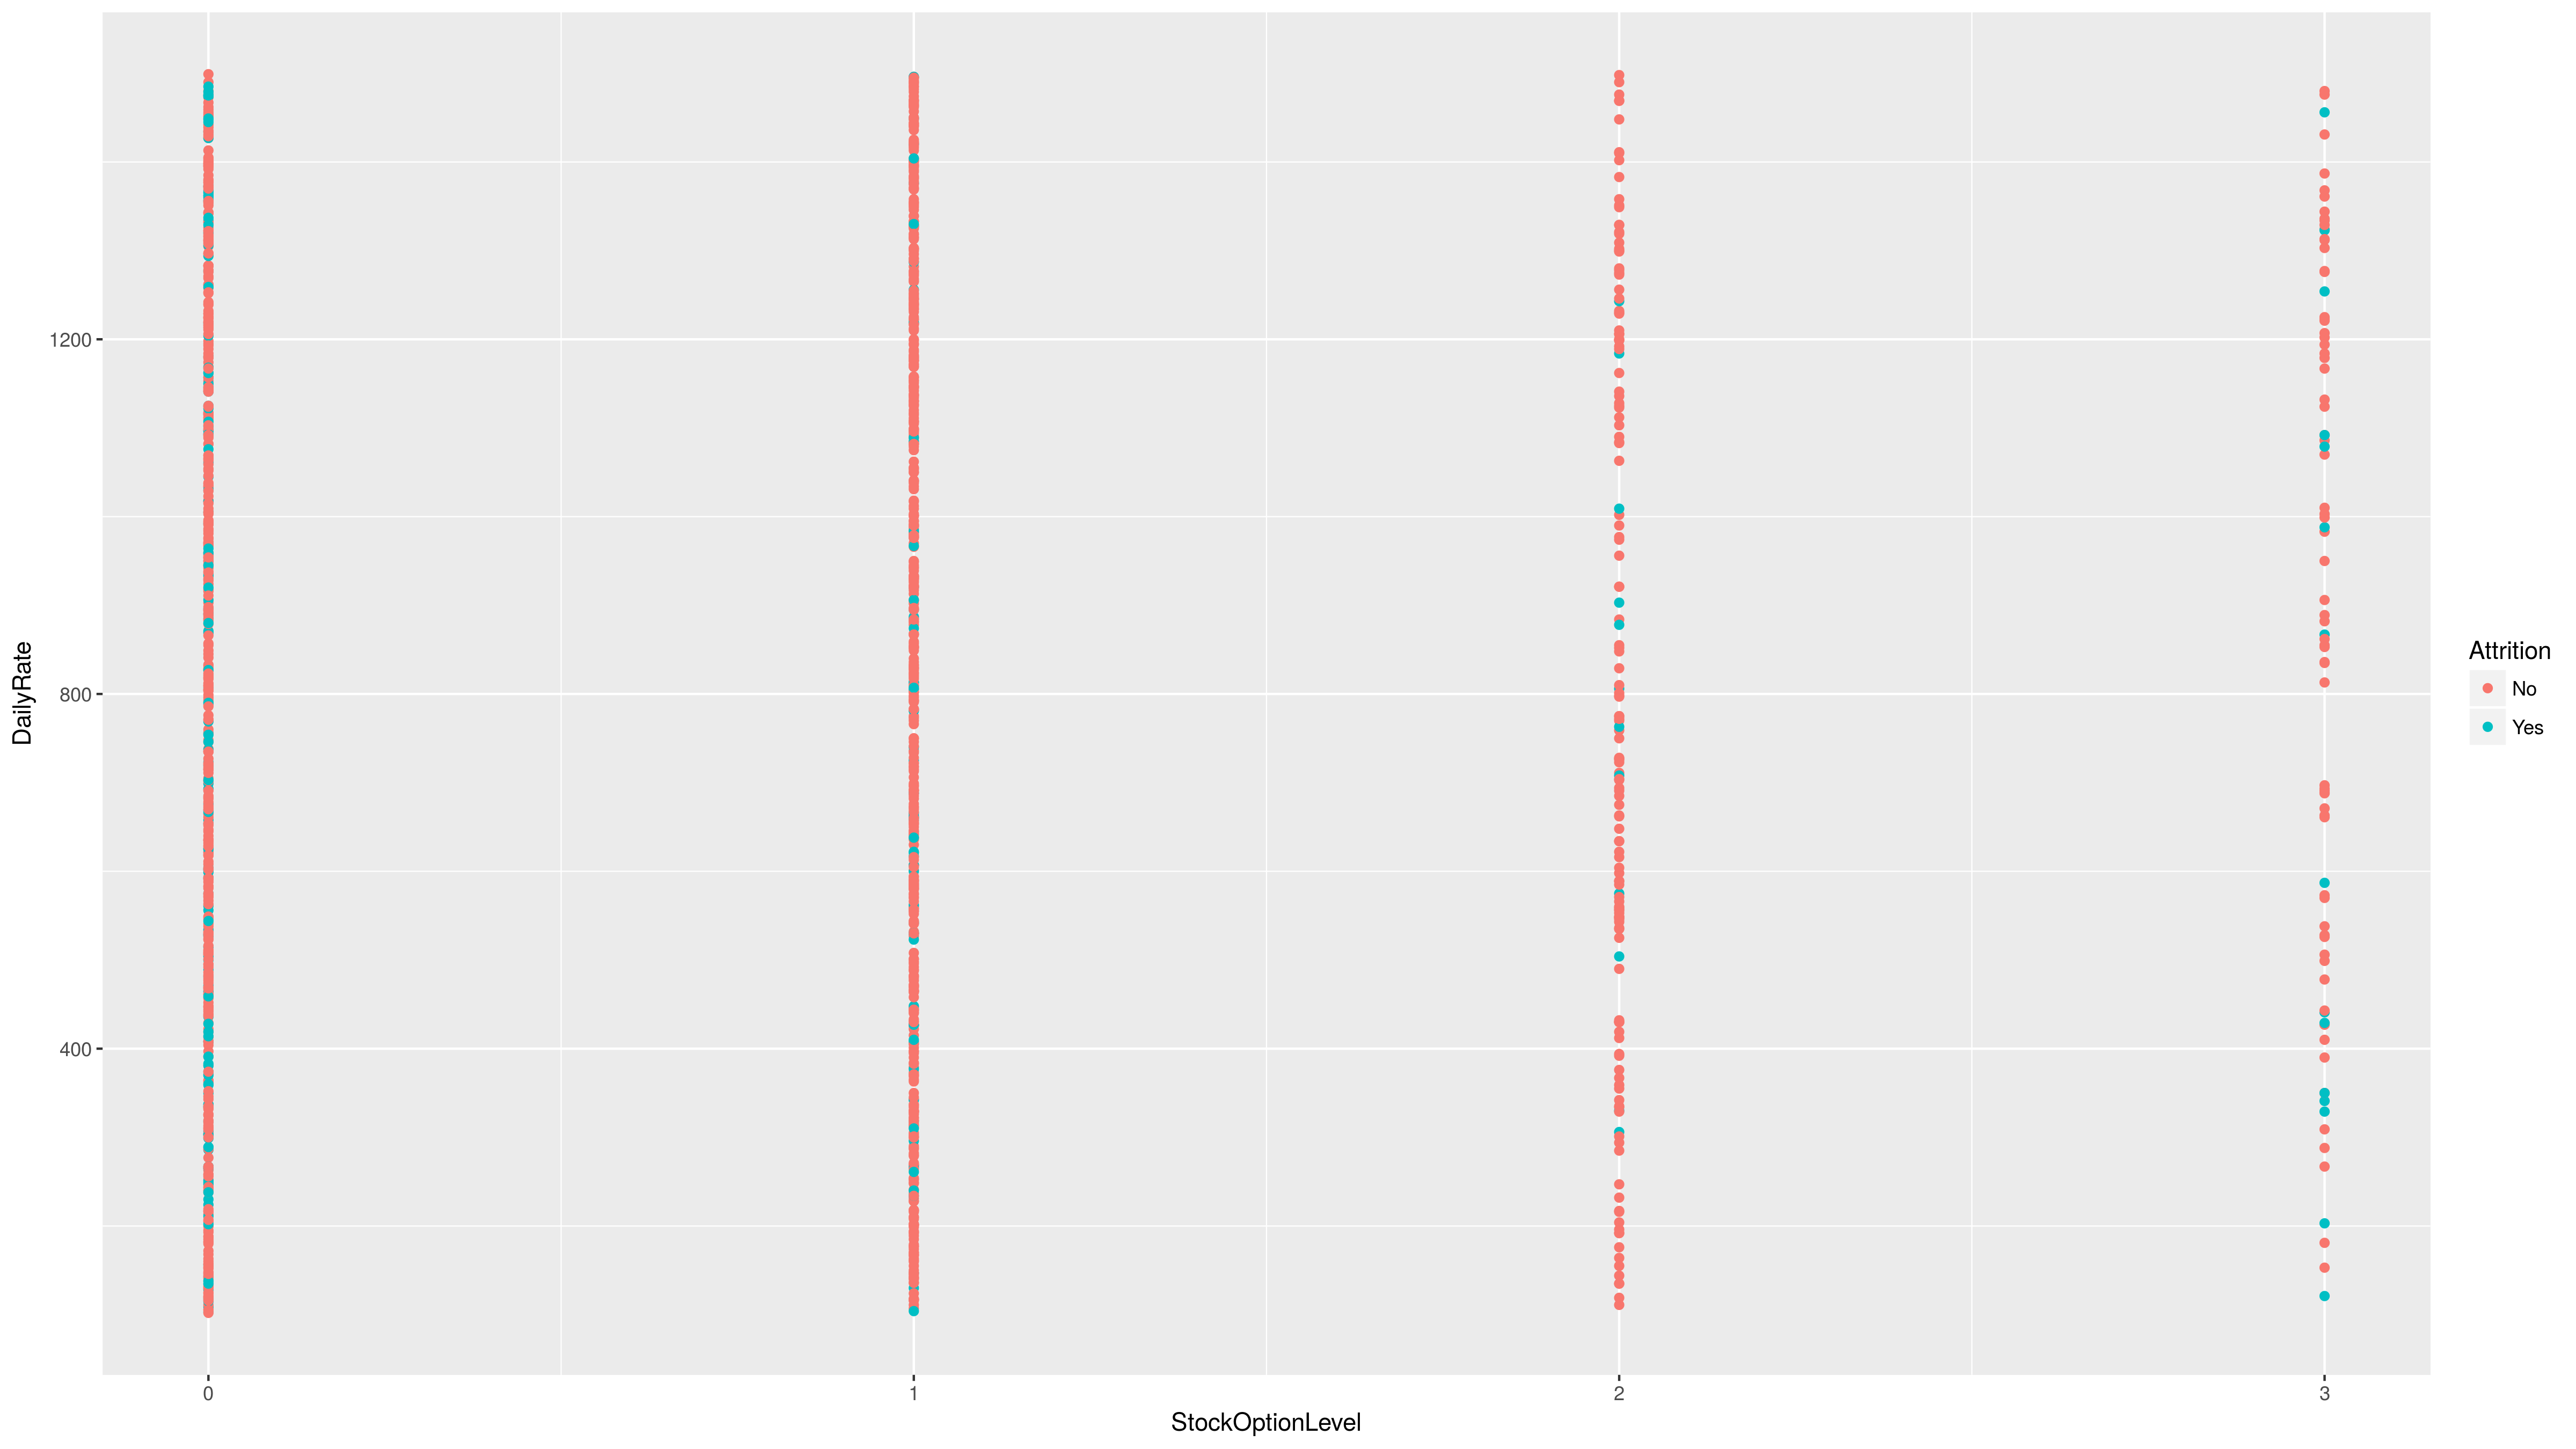 DailyRate
1200
800
400
0 1 2 3
StockOptionLevel
Attrition
No
Yes